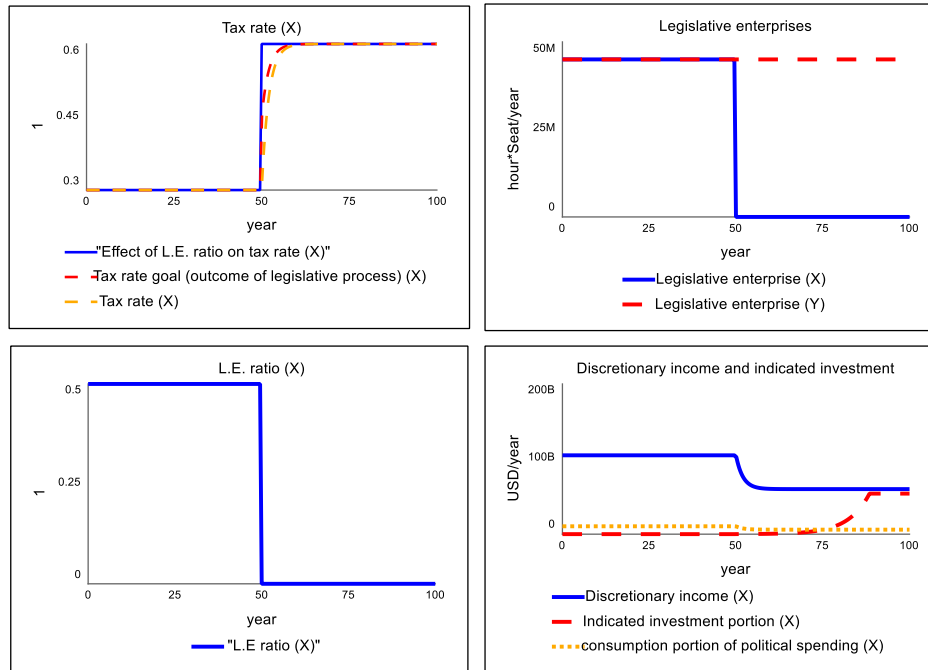 Tax rate (X)
0.6
0.45
0.3
1
0
25
50
75
100
year
"Effect of L.E. ratio on tax rate (X)"
Tax rate goal (outcome of legislative process) (X)
Tax rate (X)
Legislative enterprises
50M
25M
0
hour*Seat/year
0
25
50
75
100
year
Legislative enterprise (X)
Legislative enterprise (Y)
L.E. ratio (X)
0.5
0.25
0
1
0
25
50
75
100
year
"L.E ratio (X)"
Discretionary income and indicated investment
200B
100B
0
USD/year
0
25
50
75
100
year
Discretionary income (X)
Indicated investment portion (X)
consumption portion of political spending (X)